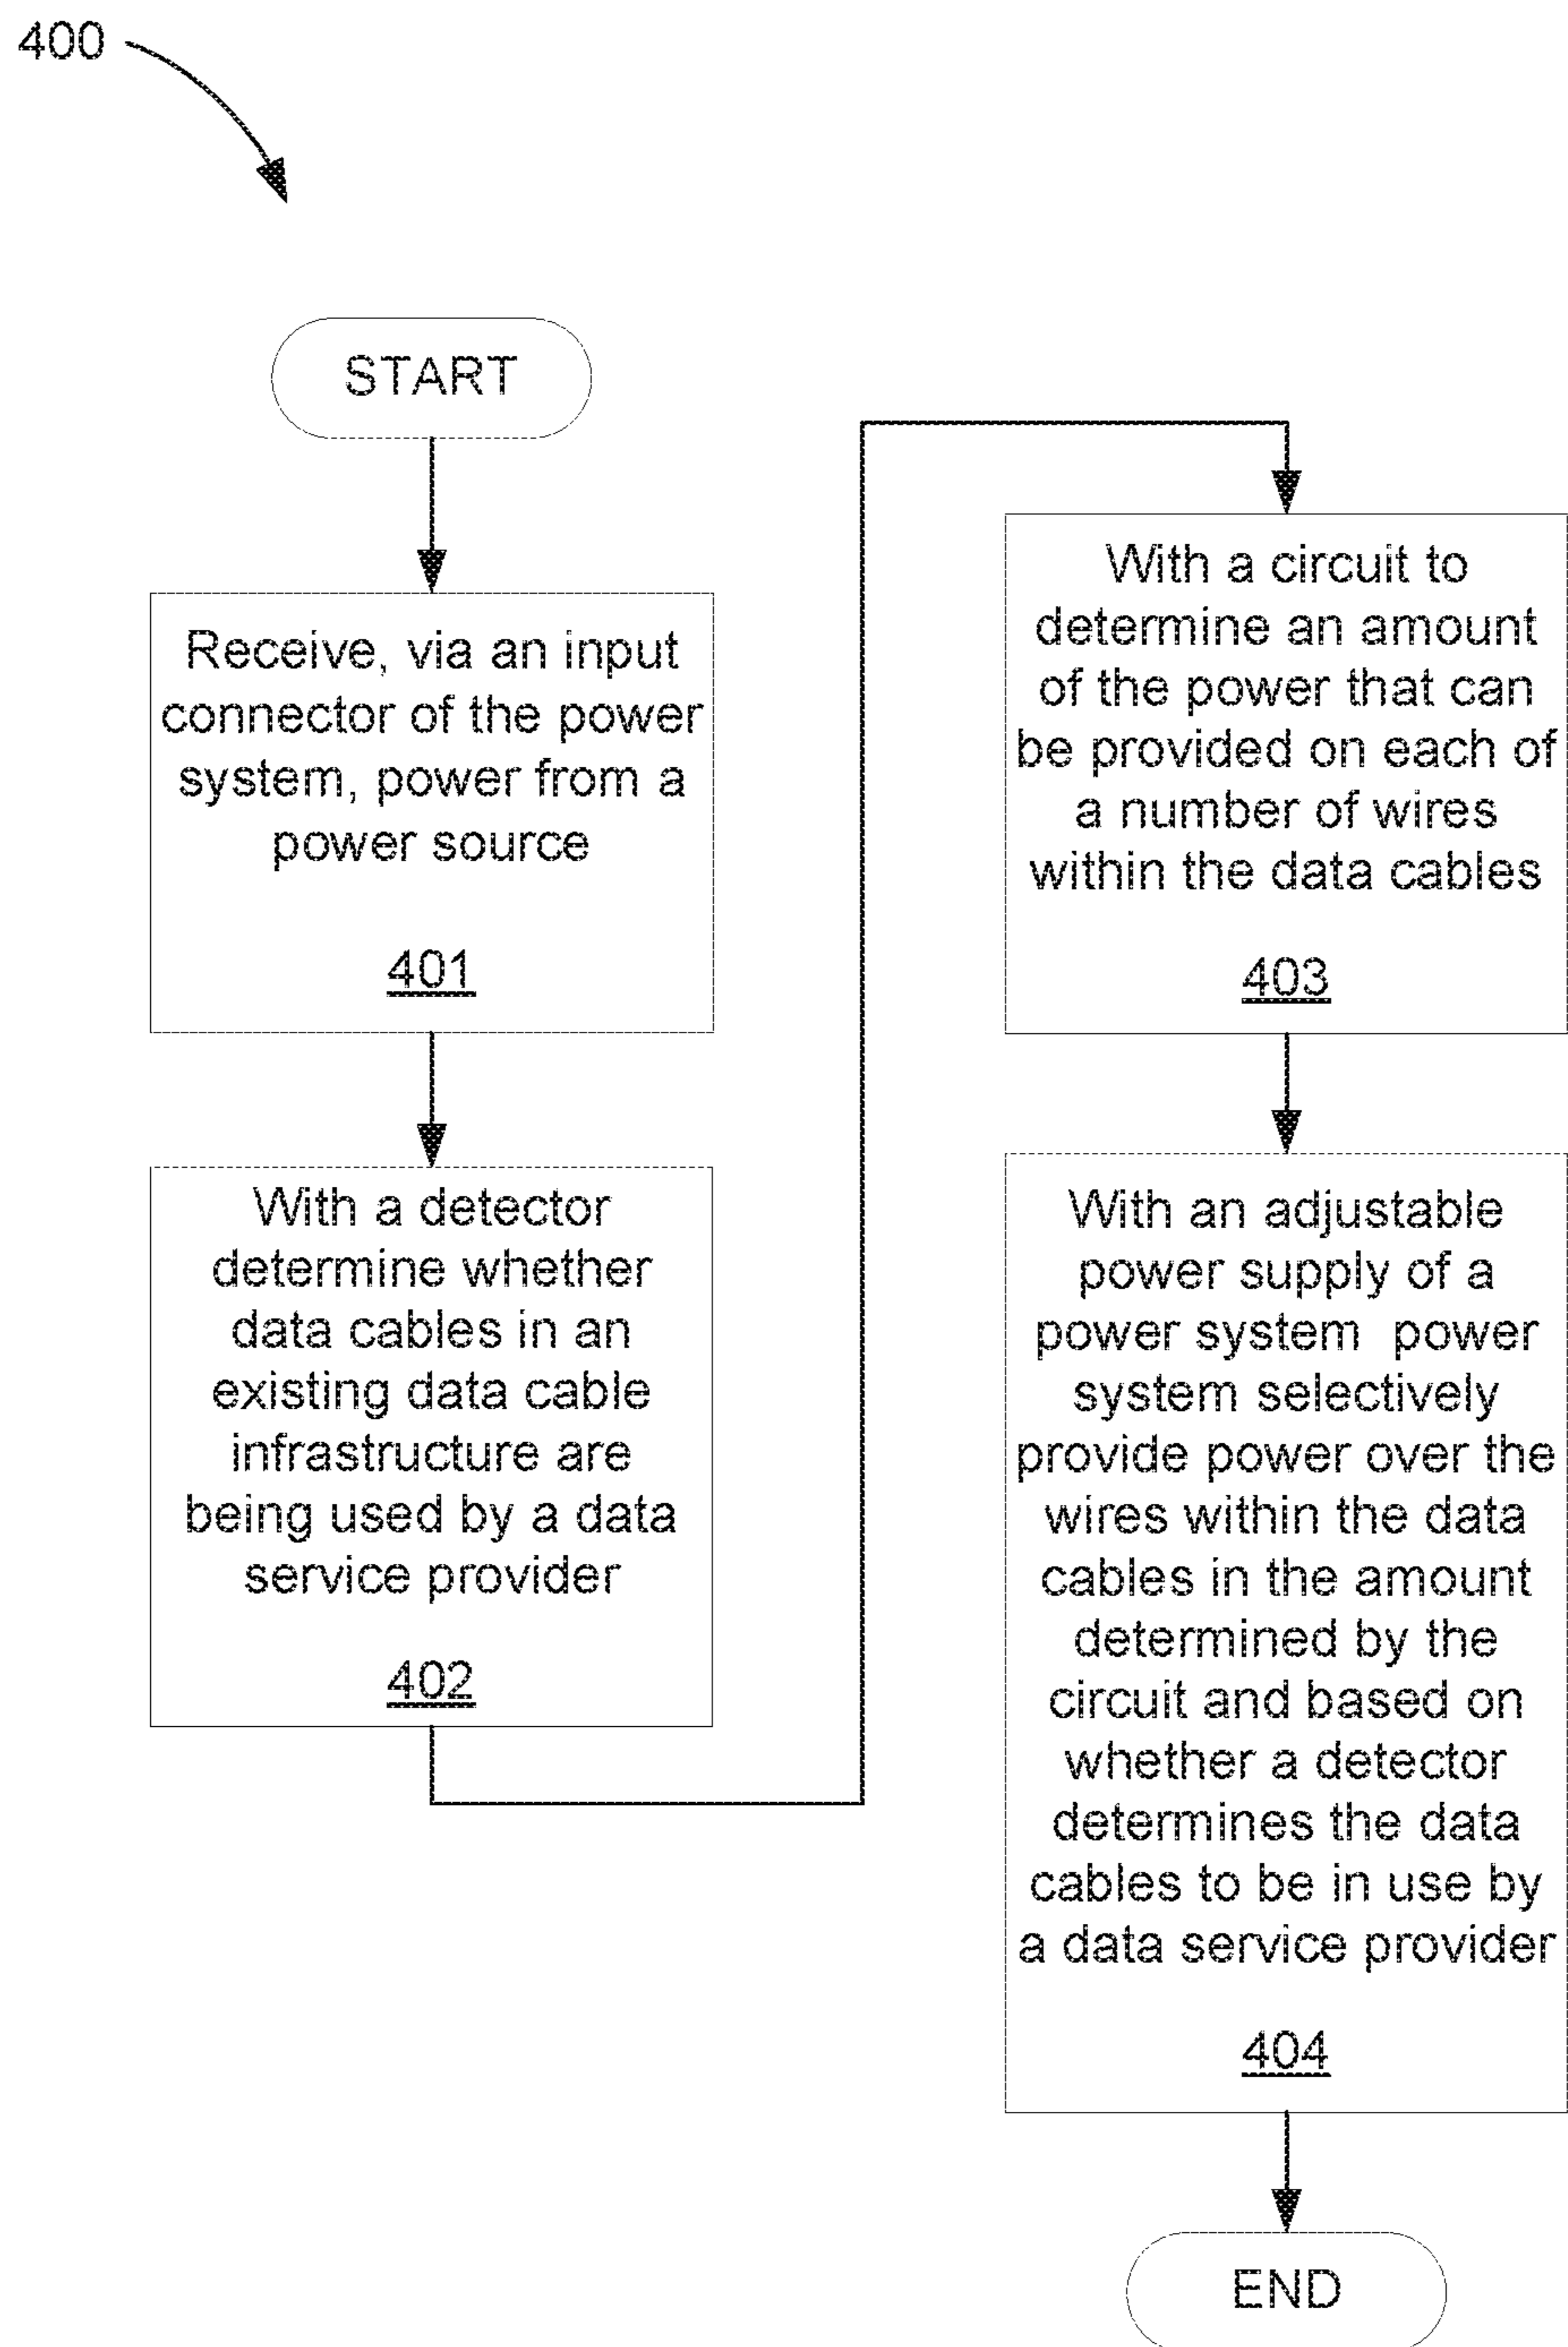 400
START
Receive, via an input
connector of the power
system, power from a
power source
401
With a detector
determine whether
data cables in an
existing data cable
infrastructure are
being used by a data
service provider
402
With a circuit to
determine an amount
of the power that can
be provided on each of
a number of wires
within the data cables
403
With an adjustable
power supply of a
power system power
system selectively
provide power over the
wires within the data
cables in the amount
determined by the
circuit and based on
whether a detector
determines the data
cables to be in use by
a data service provider
404
END